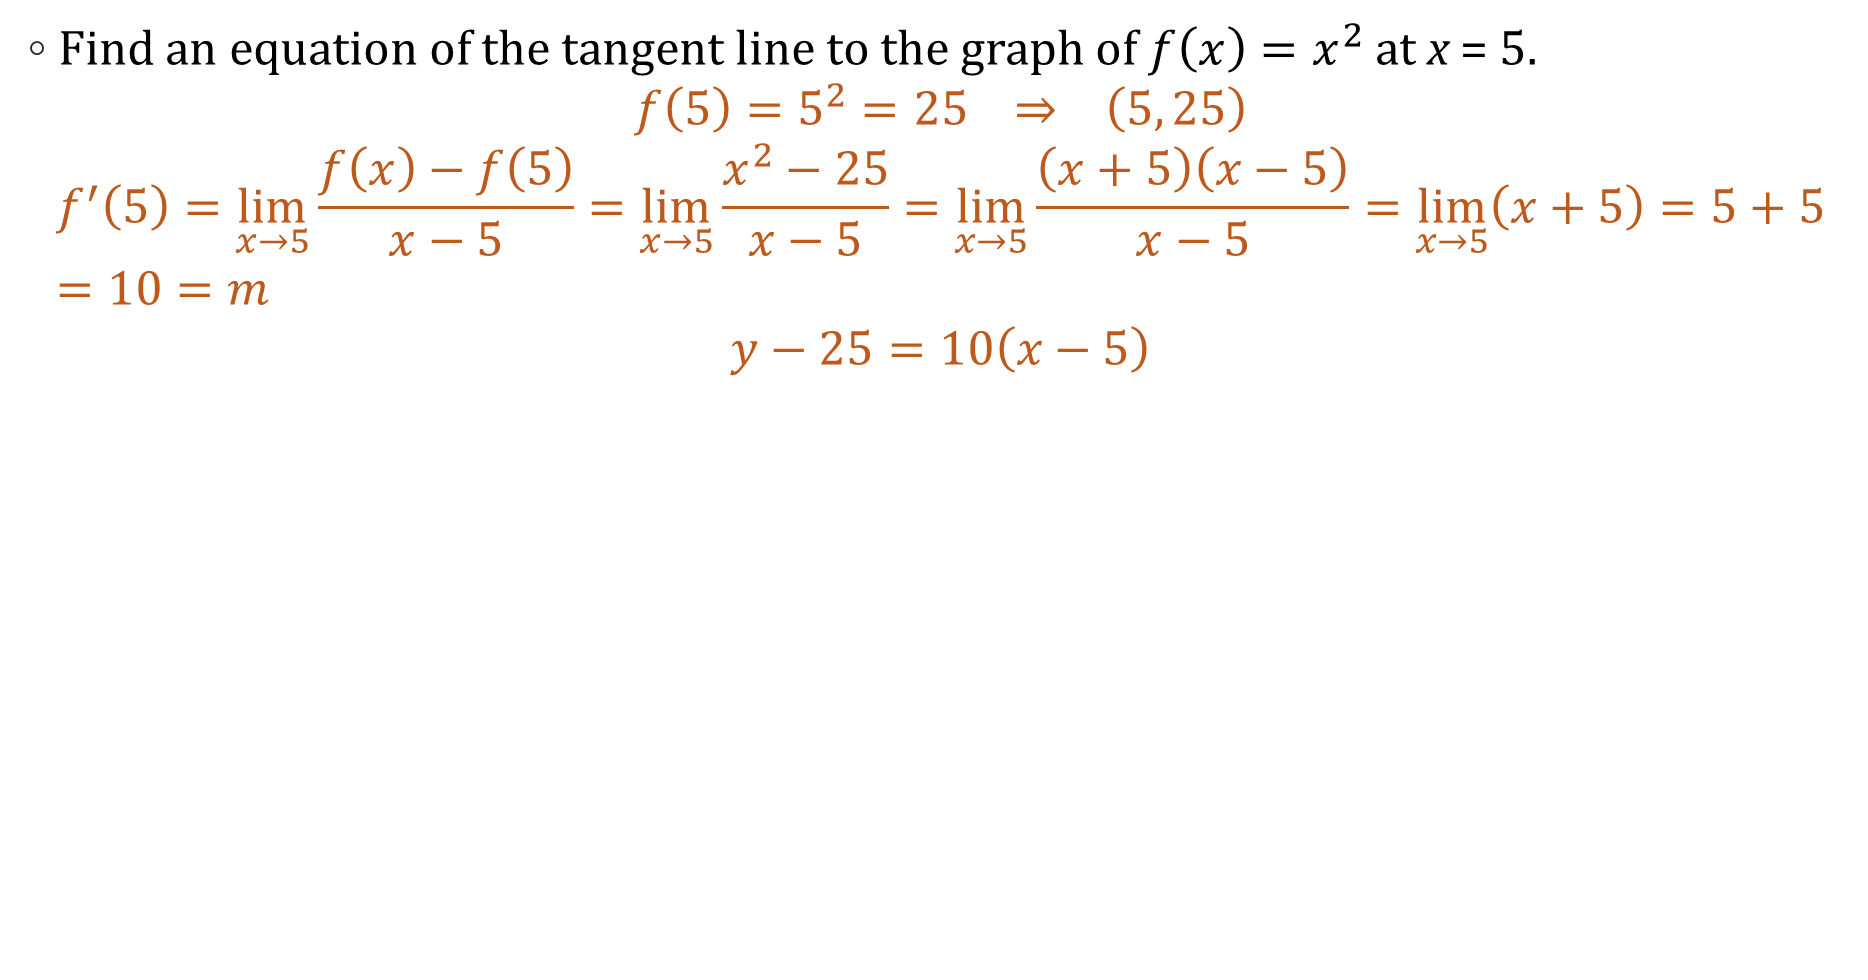 ◦ Find an equation of the tangent line to the graph of f(x) = x² at x = 5.
f(5) = 5² = 25 ⇒ (5, 25)
f′(5) = lim_{x→5} (f(x) − f(5))/(x − 5) = lim_{x→5} (x² − 25)/(x − 5) = lim_{x→5} ((x + 5)(x − 5))/(x − 5) = lim_{x→5} (x + 5) = 5 + 5
= 10 = m
y − 25 = 10(x − 5)